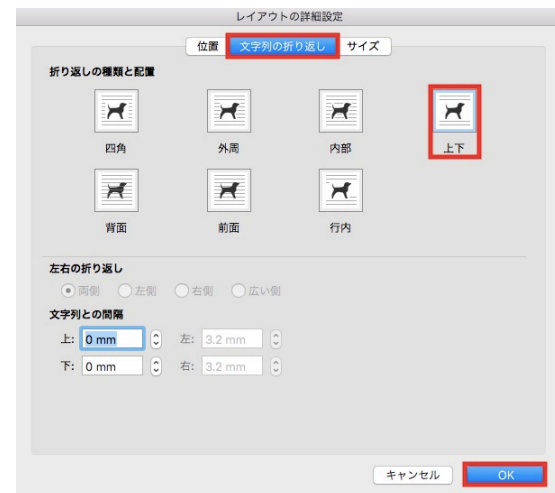 レイアウトの詳細設定
位置 文字列の折り返し サイズ
折り返しの種類と配置
四角 外周 内部 上下
背面 前面 行内
左右の折り返し
両側 左側 右側 広い側
文字列との間隔
上: 0 mm 左: 3.2 mm
下: 0 mm 右: 3.2 mm
キャンセル OK